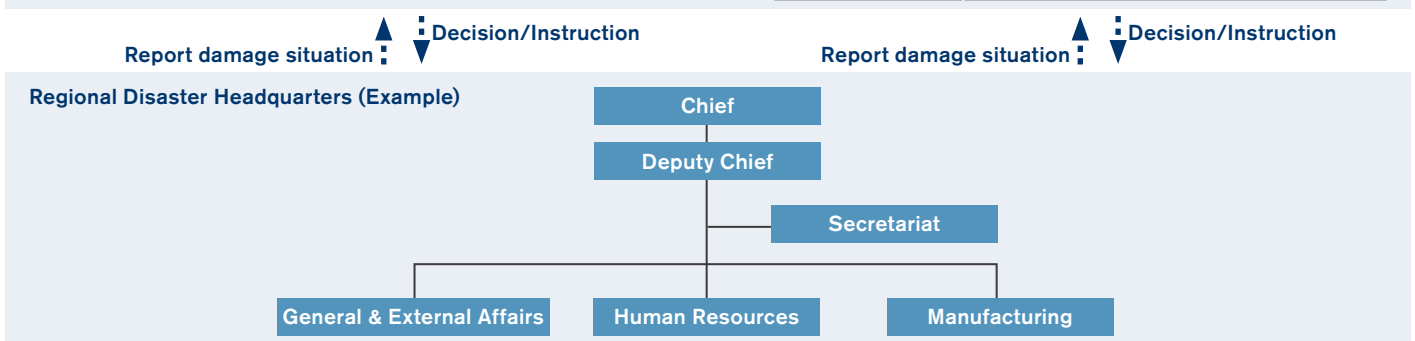 Decision/Instruction
Report damage situation
Decision/Instruction
Report damage situation
Regional Disaster Headquarters (Example)
Chief
Deputy Chief
Secretariat
General & External Affairs
Human Resources
Manufacturing